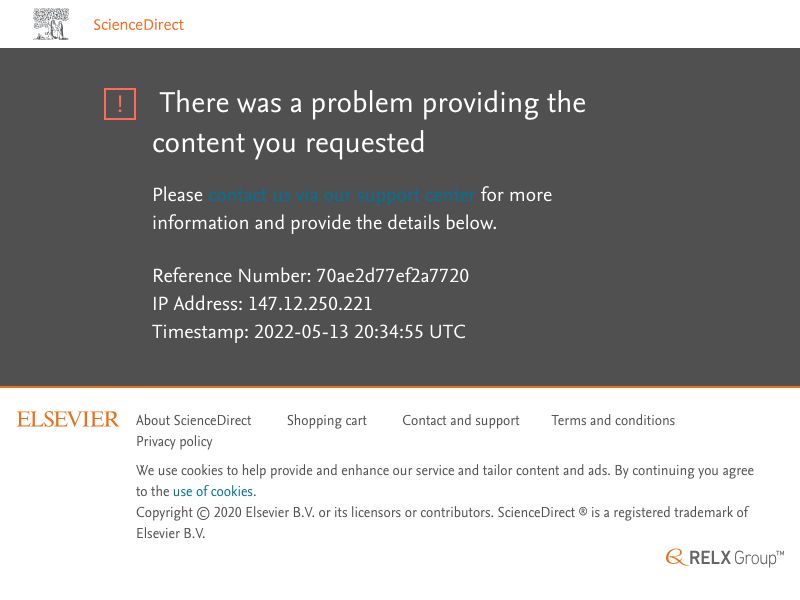 ScienceDirect
! There was a problem providing the
content you requested
Please contact us via our support center for more
information and provide the details below.
Reference Number: 70ae2d77ef2a7720
IP Address: 147.12.250.221
Timestamp: 2022-05-13 20:34:55 UTC
ELSEVIER About ScienceDirect Shopping cart Contact and support Terms and conditions
Privacy policy
We use cookies to help provide and enhance our service and tailor content and ads. By continuing you agree
to the use of cookies.
Copyright © 2020 Elsevier B.V. or its licensors or contributors. ScienceDirect ® is a registered trademark of
Elsevier B.V.
RELX Group™